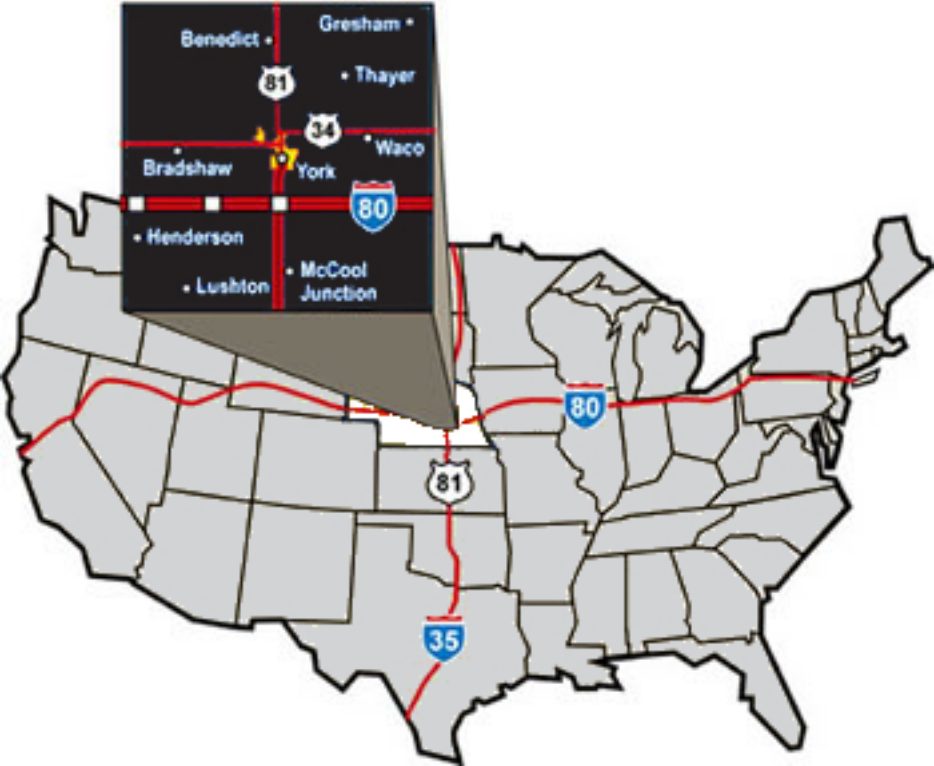 Gresham
Benedict
81
Thayer
34
Waco
Bradshaw
York
80
Henderson
McCool
Junction
Lushton
80
81
35